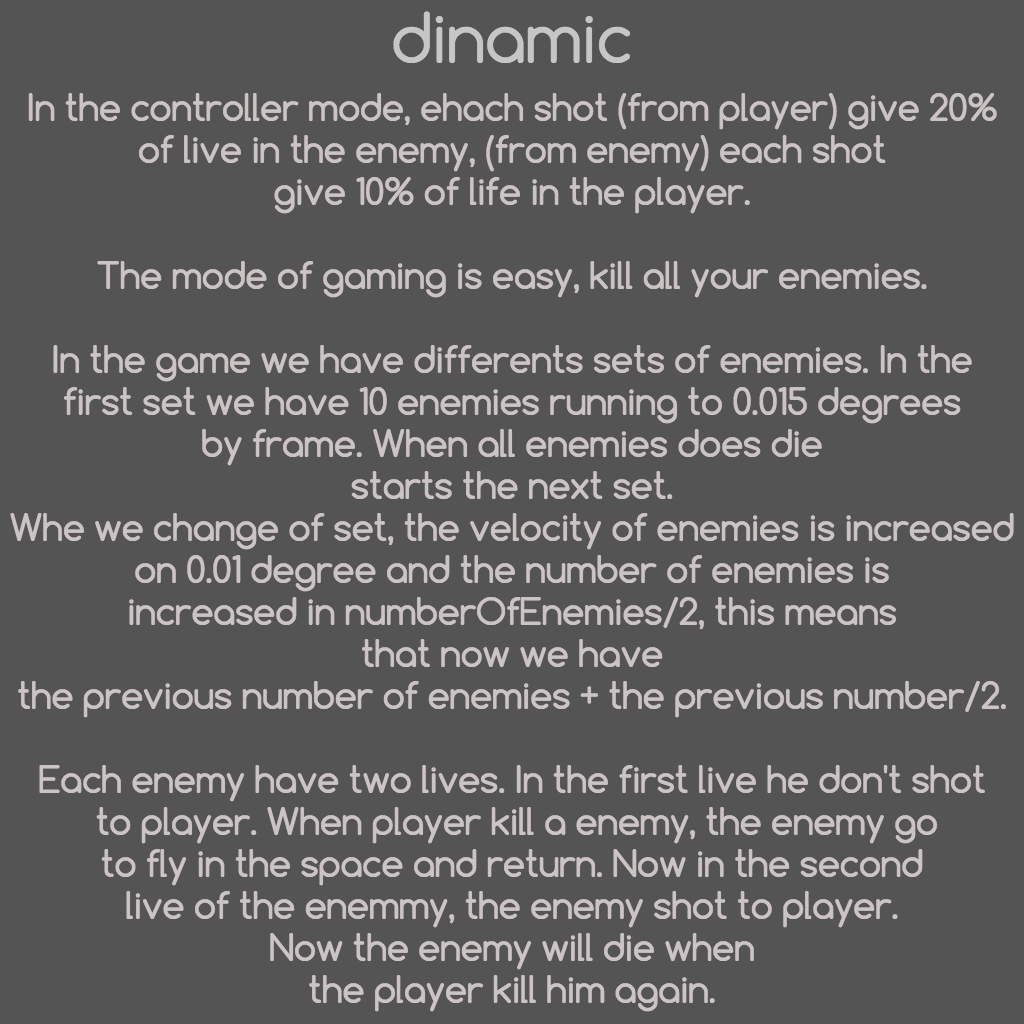 dinamic
In the controller mode, ehach shot (from player) give 20%
of live in the enemy, (from enemy) each shot
give 10% of life in the player.
The mode of gaming is easy, kill all your enemies.
In the game we have differents sets of enemies. In the
first set we have 10 enemies running to 0.015 degrees
by frame. When all enemies does die
starts the next set.
Whe we change of set, the velocity of enemies is increased
on 0.01 degree and the number of enemies is
increased in numberOfEnemies/2, this means
that now we have
the previous number of enemies + the previous number/2.
Each enemy have two lives. In the first live he don't shot
to player. When player kill a enemy, the enemy go
to fly in the space and return. Now in the second
live of the enemmy, the enemy shot to player.
Now the enemy will die when
the player kill him again.